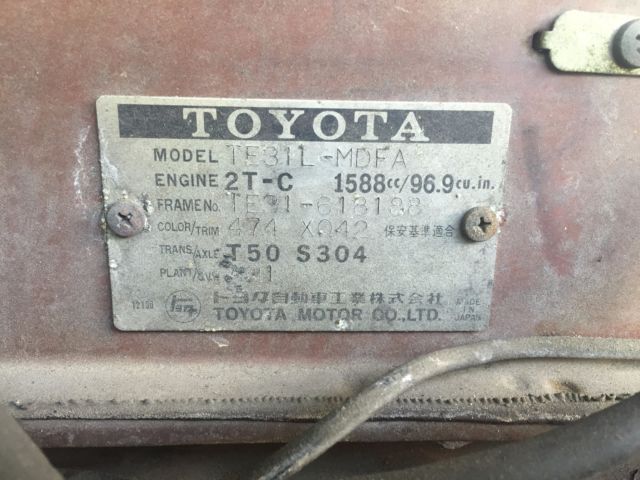 TOYOTA
MODEL TE31L-MDFA
ENGINE 2T-C 1588cc/96.9cu.in.
FRAME No. TE31-618198
COLOR/TRIM 474 X042 保安基準適合
TRANS/AXLE T50 S304
PLANT/G.V.W.
12100 トヨタ自動車工業株式会社 MADE
TOYOTA MOTOR CO.,LTD. IN
JAPAN